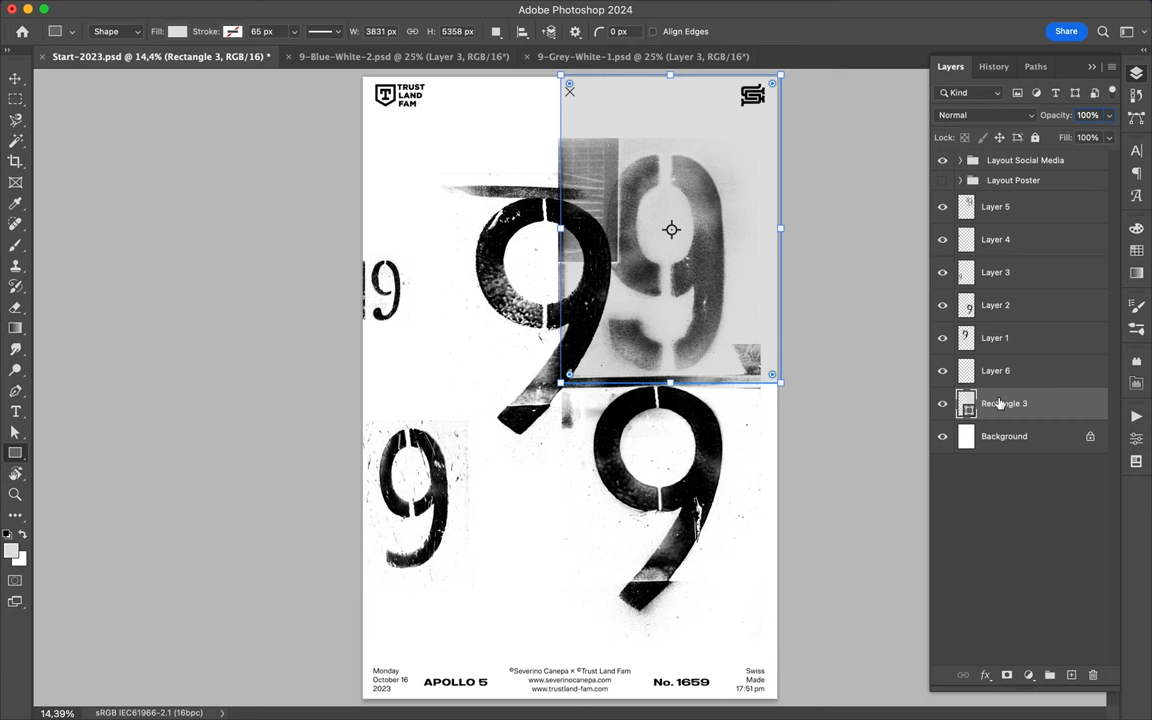 Adobe Photoshop 2024
Shape
Fill:
Stroke:
65 px
W:
3831 px
H:
5358 px
0 px
Align Edges
Share
Start-2023.psd @ 14,4% (Rectangle 3, RGB/16) *
9-Blue-White-2.psd @ 25% (Layer 3, RGB/16*)
9-Grey-White-1.psd @ 25% (Layer 3, RGB/16*)
Layers
History
Paths
Kind
Normal
Opacity:
100%
Lock:
Fill:
100%
Layout Social Media
Layout Poster
Layer 5
Layer 4
Layer 3
Layer 2
Layer 1
Layer 6
Rectangle 3
Background
TRUST
LAND
FAM
9
9
19
9
9
Monday
October 16
2023
APOLLO 5
©Severino Canepa × ©Trust Land Fam
www.severinocanepa.com
www.trustland-fam.com
No. 1659
Swiss
Made
17:51 pm
14,39%
sRGB IEC61966-2.1 (16bpc)